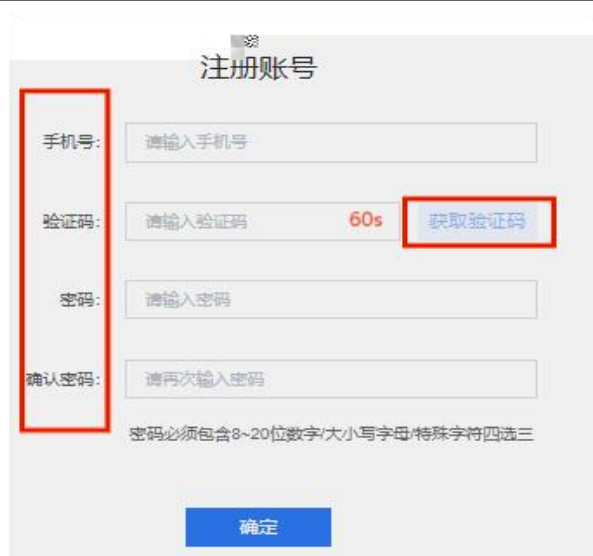 注册账号
手机号: 请输入手机号
验证码: 请输入验证码 60s 获取验证码
密码: 请输入密码
确认密码: 请再次输入密码
密码必须包含8~20位数字/大小写字母/特殊字符四选三
确定